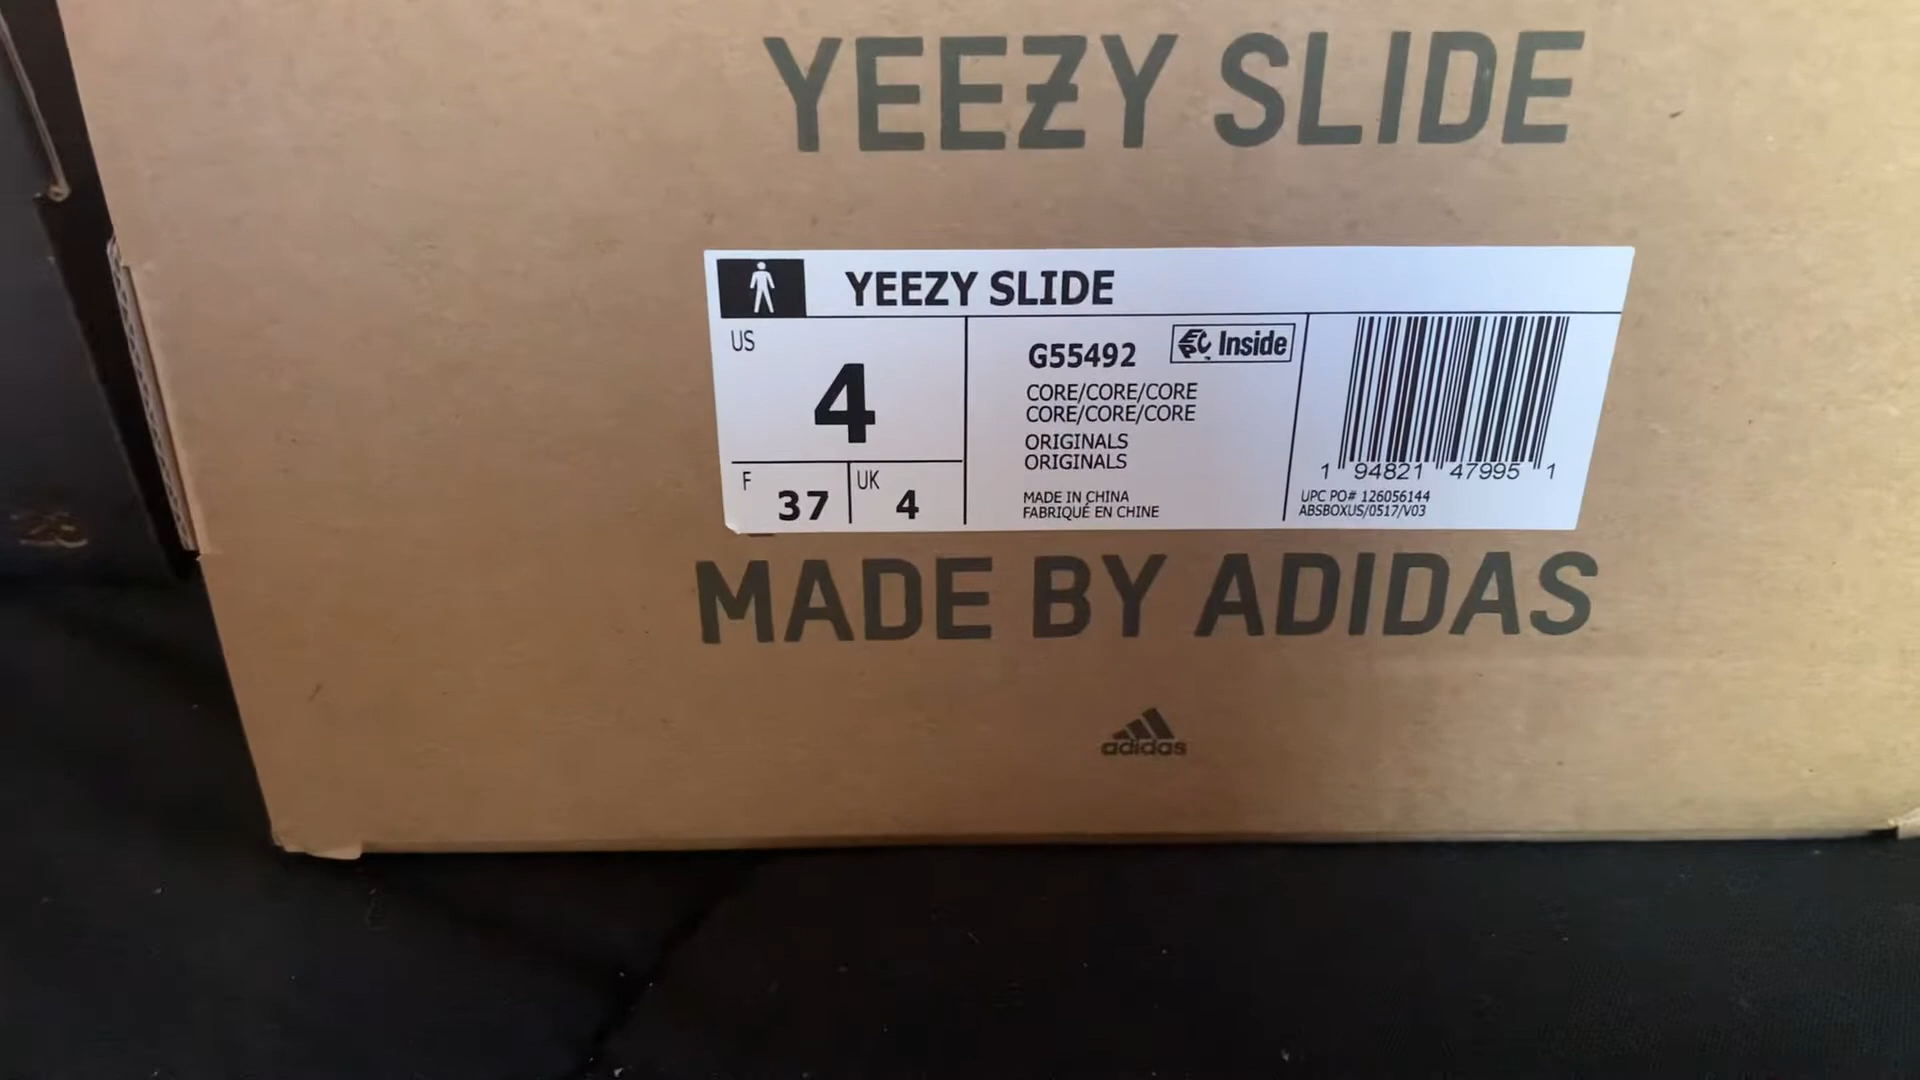 YEEZY SLIDE
YEEZY SLIDE
US
4
F 37
UK 4
G55492
EPC Inside
CORE/CORE/CORE
CORE/CORE/CORE
ORIGINALS
ORIGINALS
MADE IN CHINA
FABRIQUÉ EN CHINE
1 94821 47995 1
UPC PO# 126056144
ABSBOXUS/0517/V03
MADE BY ADIDAS
adidas